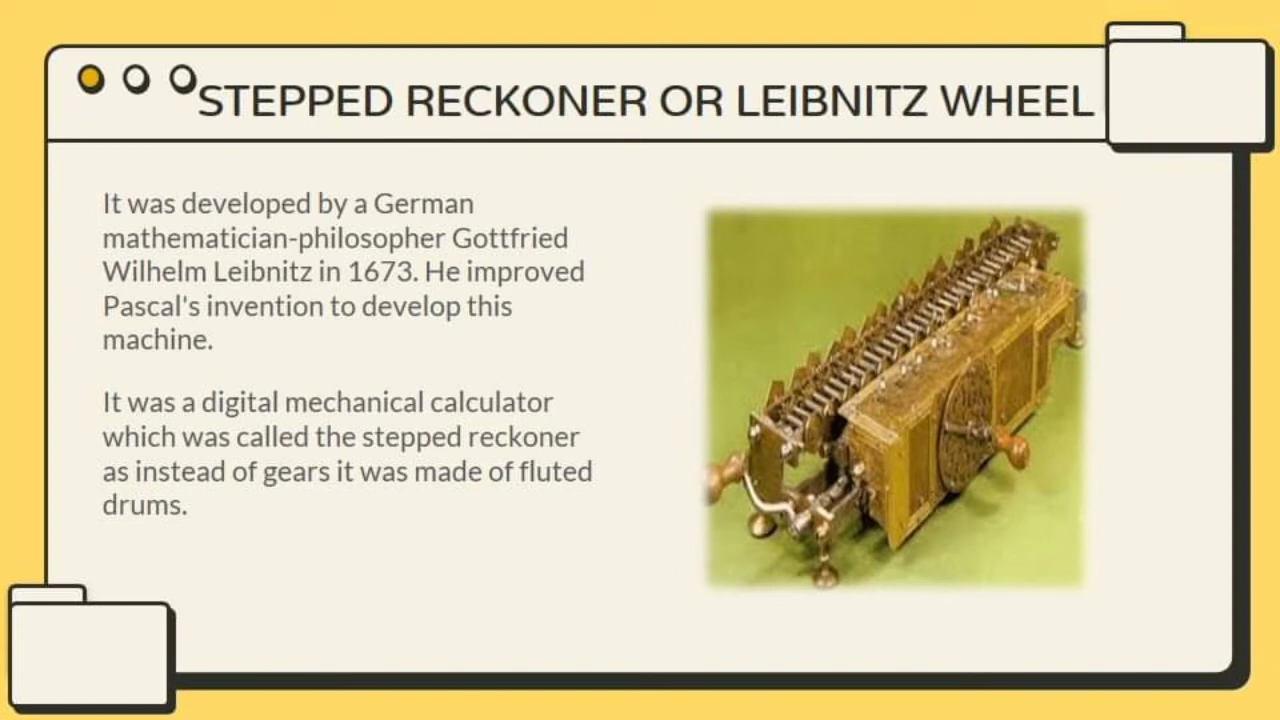 STEPPED RECKONER OR LEIBNITZ WHEEL
It was developed by a German
mathematician-philosopher Gottfried
Wilhelm Leibnitz in 1673. He improved
Pascal's invention to develop this
machine.
It was a digital mechanical calculator
which was called the stepped reckoner
as instead of gears it was made of fluted
drums.